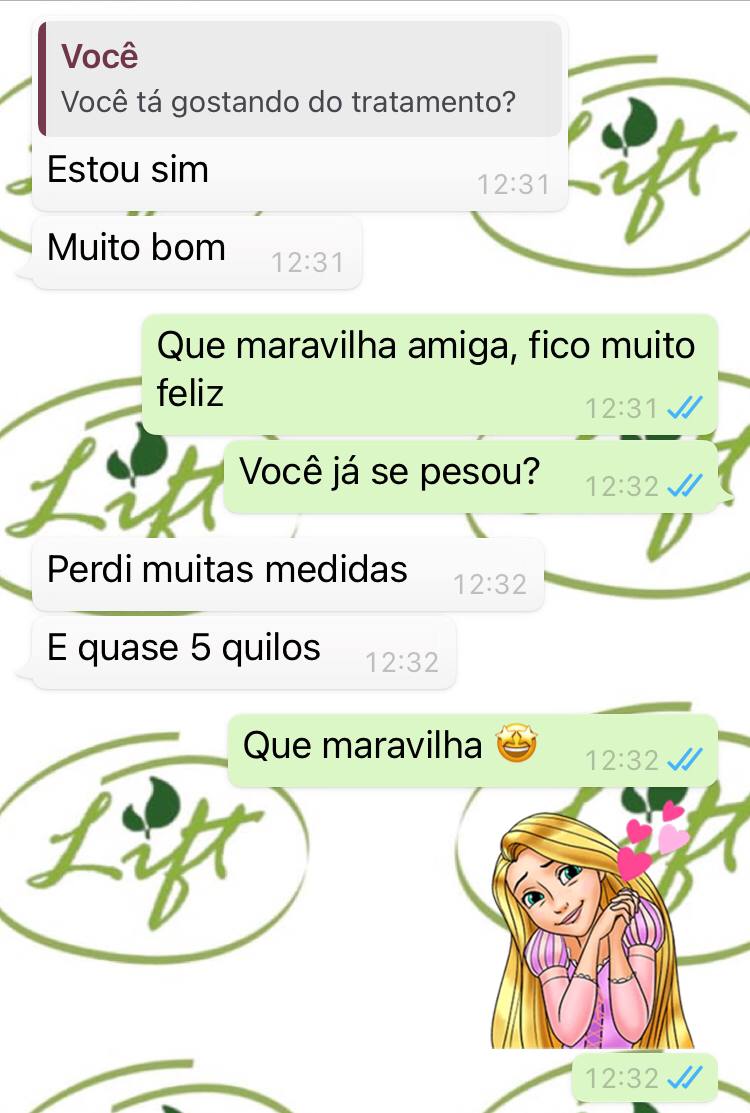 Você
Você tá gostando do tratamento?
Estou sim
12:31
Lift
Muito bom
12:31
Que maravilha amiga, fico muito
feliz
12:31
Lift
Você já se pesou?
12:32
Perdi muitas medidas
12:32
E quase 5 quilos
12:32
Que maravilha 🤩
12:32
Lift
12:32